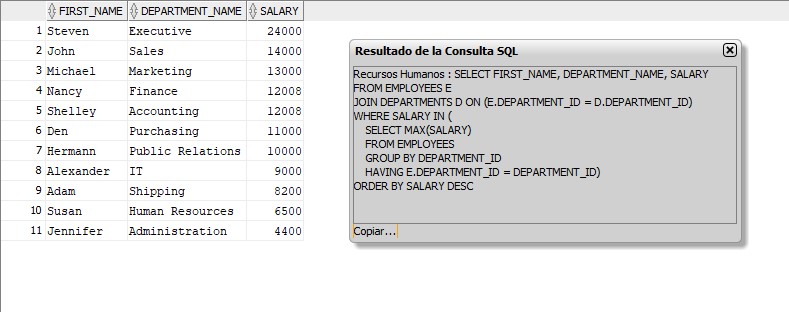 FIRST_NAME DEPARTMENT_NAME SALARY
1 Steven Executive 24000
2 John Sales 14000
3 Michael Marketing 13000
4 Nancy Finance 12008
5 Shelley Accounting 12008
6 Den Purchasing 11000
7 Hermann Public Relations 10000
8 Alexander IT 9000
9 Adam Shipping 8200
10 Susan Human Resources 6500
11 Jennifer Administration 4400
Resultado de la Consulta SQL
Recursos Humanos : SELECT FIRST_NAME, DEPARTMENT_NAME, SALARY
FROM EMPLOYEES E
JOIN DEPARTMENTS D ON (E.DEPARTMENT_ID = D.DEPARTMENT_ID)
WHERE SALARY IN (
SELECT MAX(SALARY)
FROM EMPLOYEES
GROUP BY DEPARTMENT_ID
HAVING E.DEPARTMENT_ID = DEPARTMENT_ID)
ORDER BY SALARY DESC
Copiar...